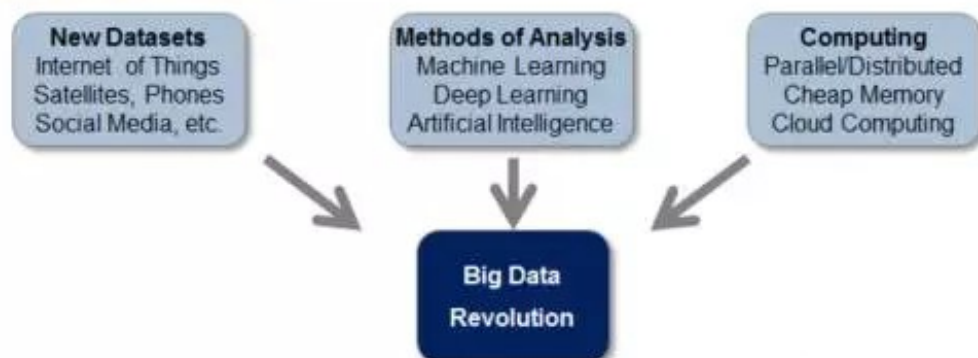 New Datasets
Internet of Things
Satellites, Phones
Social Media, etc.
Methods of Analysis
Machine Learning
Deep Learning
Artificial Intelligence
Computing
Parallel/Distributed
Cheap Memory
Cloud Computing
Big Data
Revolution